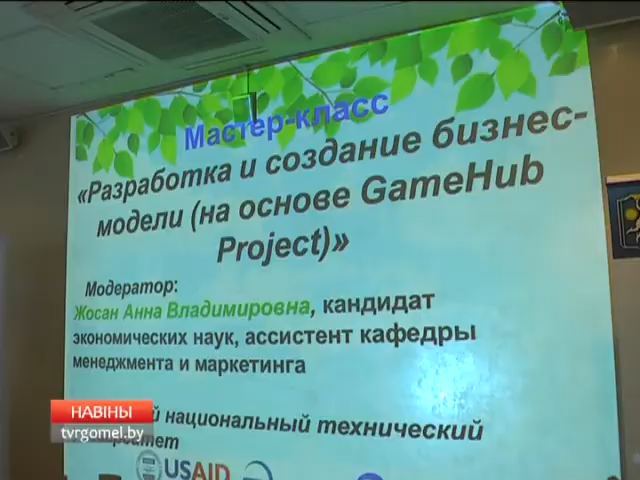 Мастер-класс
«Разработка и создание бизнес-
модели (на основе GameHub
Project)»
Модератор:
Жосан Анна Владимировна, кандидат
экономических наук, ассистент кафедры
менеджмента и маркетинга
национальный технический
НАВІНЫ
tvrgomel.by
USAID